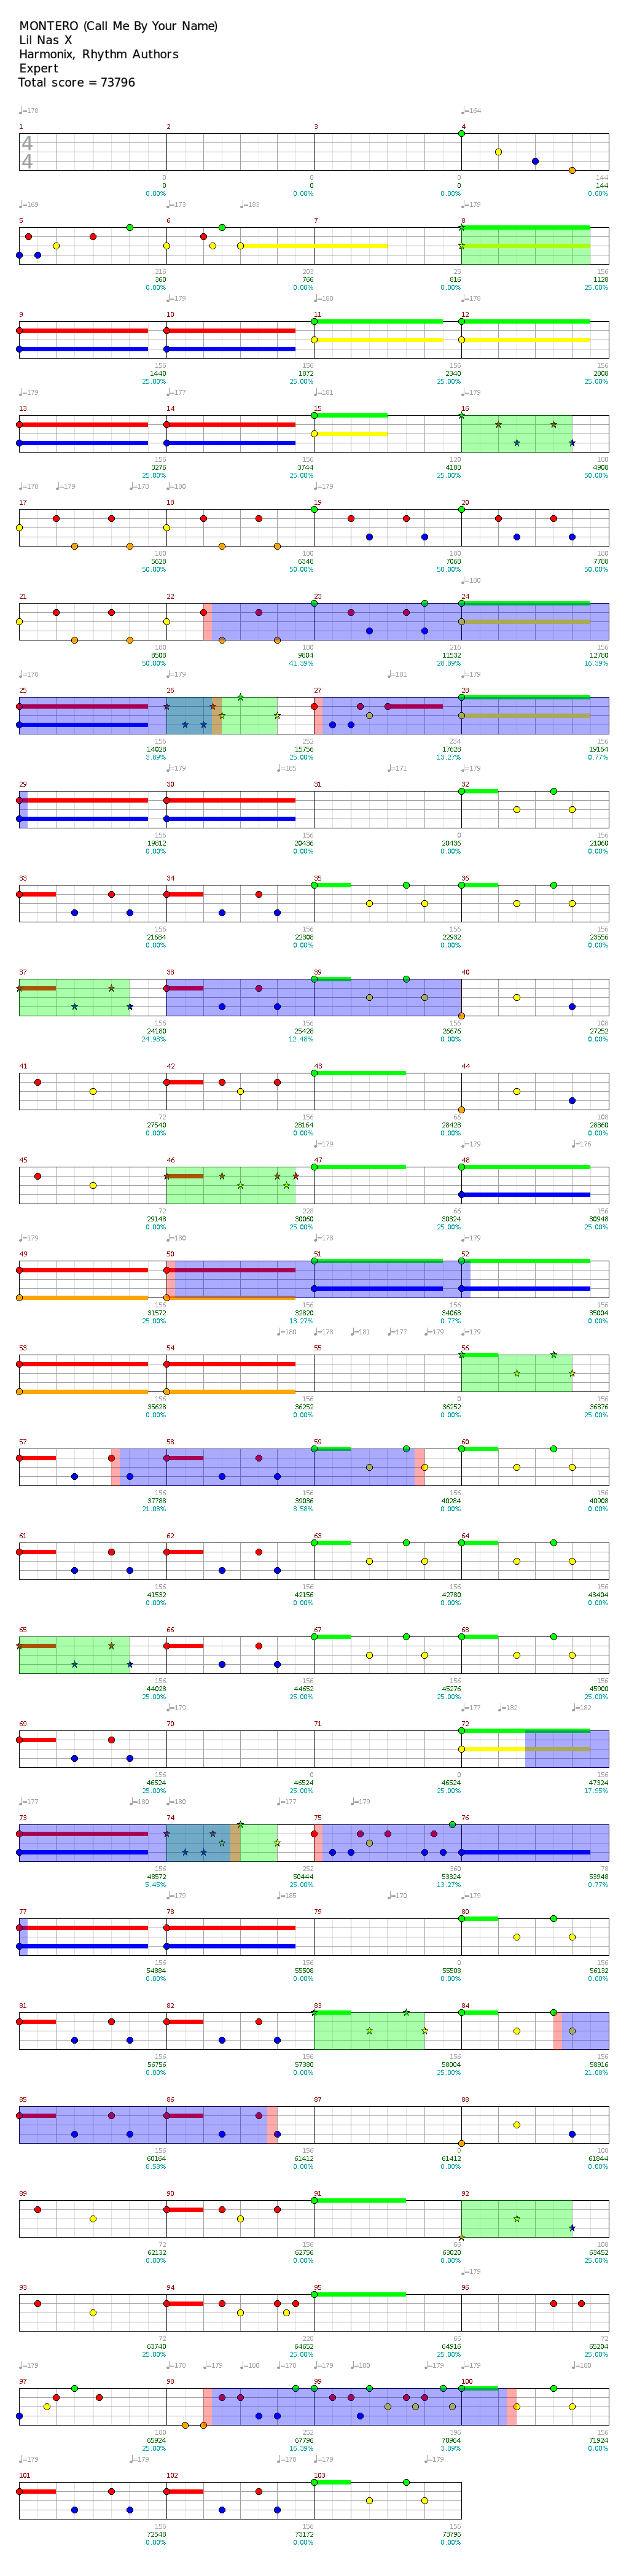 MONTERO (Call Me By Your Name)
Lil Nas X
Harmonix, Rhythm Authors
Expert
Total score = 73796
♩=178 ♩=164
1 2 3 4
4
4
0 0 0 144
0 0 0 144
0.00% 0.00% 0.00% 0.00%
♩=169 ♩=173 ♩=183
5 6 7 8
216 203 25 156
360 766 816 1128
0.00% 0.00% 0.00% 25.00%
♩=179 ♩=180 ♩=178
9 10 11 12
156 156 156 156
1440 1872 2340 2808
25.00% 25.00% 25.00% 25.00%
♩=179 ♩=177 ♩=181 ♩=179
13 14 15 16
156 156 120 180
3276 3744 4188 4908
25.00% 25.00% 25.00% 50.00%
♩=178 ♩=179 ♩=178 ♩=180 ♩=179
17 18 19 20
180 180 180 180
5628 6348 7068 7788
50.00% 50.00% 50.00% 50.00%
♩=180
21 22 23 24
180 180 216 156
8508 9804 11532 12780
50.00% 41.39% 28.89% 16.39%
♩=178 ♩=179 ♩=181 ♩=179
25 26 27 28
156 252 234 156
14028 15756 17628 19164
3.89% 25.00% 13.27% 0.77%
♩=179 ♩=185 ♩=171 ♩=179
29 30 31 32
156 156 0 156
19812 20436 20436 21060
0.00% 0.00% 0.00% 0.00%
33 34 35 36
156 156 156 156
21684 22308 22932 23556
0.00% 0.00% 0.00% 0.00%
37 38 39 40
156 156 156 108
24180 25428 26676 27252
24.98% 12.48% 0.00% 0.00%
41 42 43 44
72 156 66 108
27540 28164 28428 28860
0.00% 0.00% 0.00% 0.00%
♩=179 ♩=179 ♩=176
45 46 47 48
72 228 66 156
29148 30060 30324 30948
0.00% 25.00% 25.00% 25.00%
♩=179 ♩=180 ♩=178 ♩=179
49 50 51 52
156 156 156 156
31572 32820 34068 35004
25.00% 13.27% 0.77% 0.00%
♩=180 ♩=178 ♩=181 ♩=177 ♩=179 ♩=179
53 54 55 56
156 156 0 156
35628 36252 36252 36876
0.00% 0.00% 0.00% 25.00%
57 58 59 60
156 156 156 156
37788 39036 40284 40908
21.08% 8.58% 0.00% 0.00%
61 62 63 64
156 156 156 156
41532 42156 42780 43404
0.00% 0.00% 0.00% 0.00%
65 66 67 68
156 156 156 156
44028 44652 45276 45900
25.00% 25.00% 25.00% 25.00%
♩=179 ♩=177 ♩=182 ♩=182
69 70 71 72
156 0 0 156
46524 46524 46524 47324
25.00% 25.00% 25.00% 17.95%
♩=177 ♩=180 ♩=180 ♩=177 ♩=179
73 74 75 76
156 252 360 78
48572 50444 53324 53948
5.45% 25.00% 13.27% 0.77%
♩=179 ♩=185 ♩=170 ♩=179
77 78 79 80
156 156 0 156
54884 55508 55508 56132
0.00% 0.00% 0.00% 0.00%
81 82 83 84
156 156 156 156
56756 57380 58004 58916
0.00% 0.00% 25.00% 21.08%
85 86 87 88
156 156 0 108
60164 61412 61412 61844
8.58% 0.00% 0.00% 0.00%
89 90 91 92
72 156 66 108
62132 62756 63020 63452
0.00% 0.00% 0.00% 25.00%
♩=179
93 94 95 96
72 228 66 72
63740 64652 64916 65204
25.00% 25.00% 25.00% 25.00%
♩=179 ♩=178 ♩=179 ♩=180 ♩=178 ♩=179 ♩=180 ♩=179 ♩=180
97 98 99 100
180 252 396 156
65924 67796 70964 71924
25.00% 16.39% 3.89% 0.00%
♩=179 ♩=179 ♩=178 ♩=179
101 102 103
156 156 156
72548 73172 73796
0.00% 0.00% 0.00%